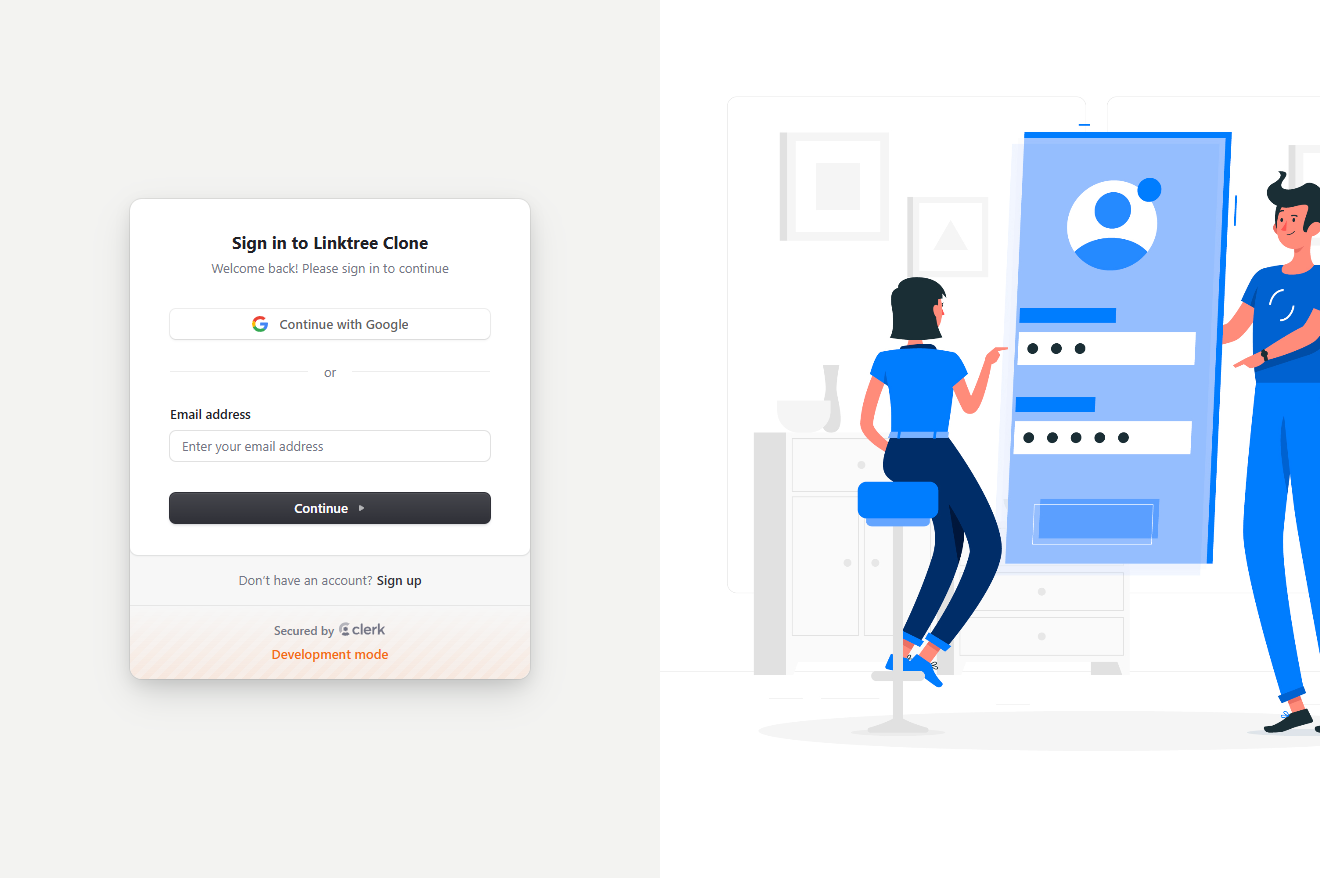 Sign in to Linktree Clone
Welcome back! Please sign in to continue
Continue with Google
or
Email address
Enter your email address
Continue
Don't have an account? Sign up
Secured by clerk
Development mode